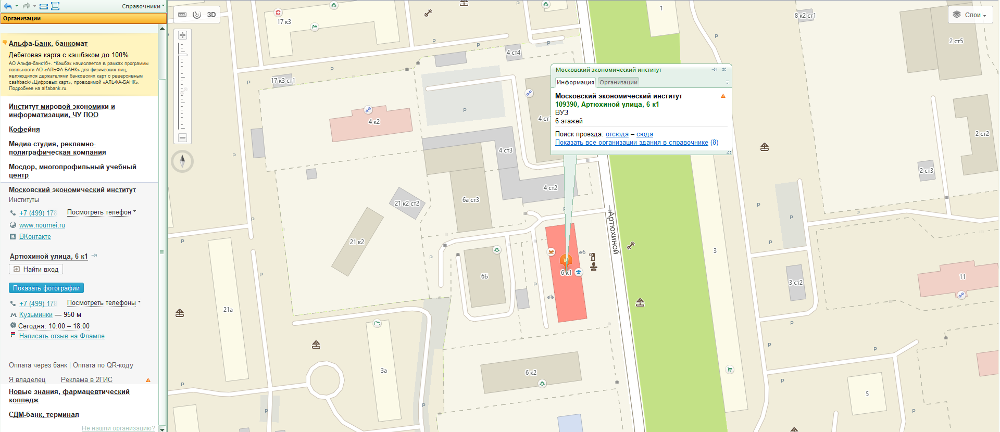 Справочники
Организации
Альфа-Банк, банкомат
Дебетовая карта с кэшбэком до 100%
АО Альфа-банк16+. *Кэшбэк начисляется в рамках программы
лояльности АО «АЛЬФА-БАНК» для физических лиц,
являющихся держателями банковских карт с реверсивным
cashback/«Цифровых карт», проводимой «АЛЬФА-БАНК».
Подробнее на alfabank.ru.
Институт мировой экономики и
информатизации, ЧУ ПОО
Кофейня
Медиа-студия, рекламно-
полиграфическая компания
Мосдор, многопрофильный учебный
центр
Московский экономический институт
Институты
+7 (499) 178 Посмотреть телефон
www.noumei.ru
ВКонтакте
Артюхиной улица, 6 к1
Найти вход
Показать фотографии
+7 (499) 178 Посмотреть телефоны
Кузьминки — 950 м
Сегодня: 10:00 – 18:00
Написать отзыв на Флампе
Оплата через банк | Оплата по QR-коду
Я владелец Реклама в 2ГИС
Новые знания, фармацевтический
колледж
СДМ-банк, терминал
Не нашли организацию?
3D
Слои
Московский экономический институт
Информация Организации
Московский экономический институт
109390, Артюхиной улица, 6 к1
ВУЗ
6 этажей
Поиск проезда: отсюда – сюда
Показать все организации здания в справочнике (8)
17 к3
1
8 к2 ст1
2 ст5
4 ст4
17 к3 ст1
4 к2
4 ст1
2 ст2
4 ст3
2 ст3
4 ст2
6а ст3
21 к2 ст2
Артюхиной
21 к2
3
6 к1
6Б
3 ст2
11
21а
3а
6 к2
5